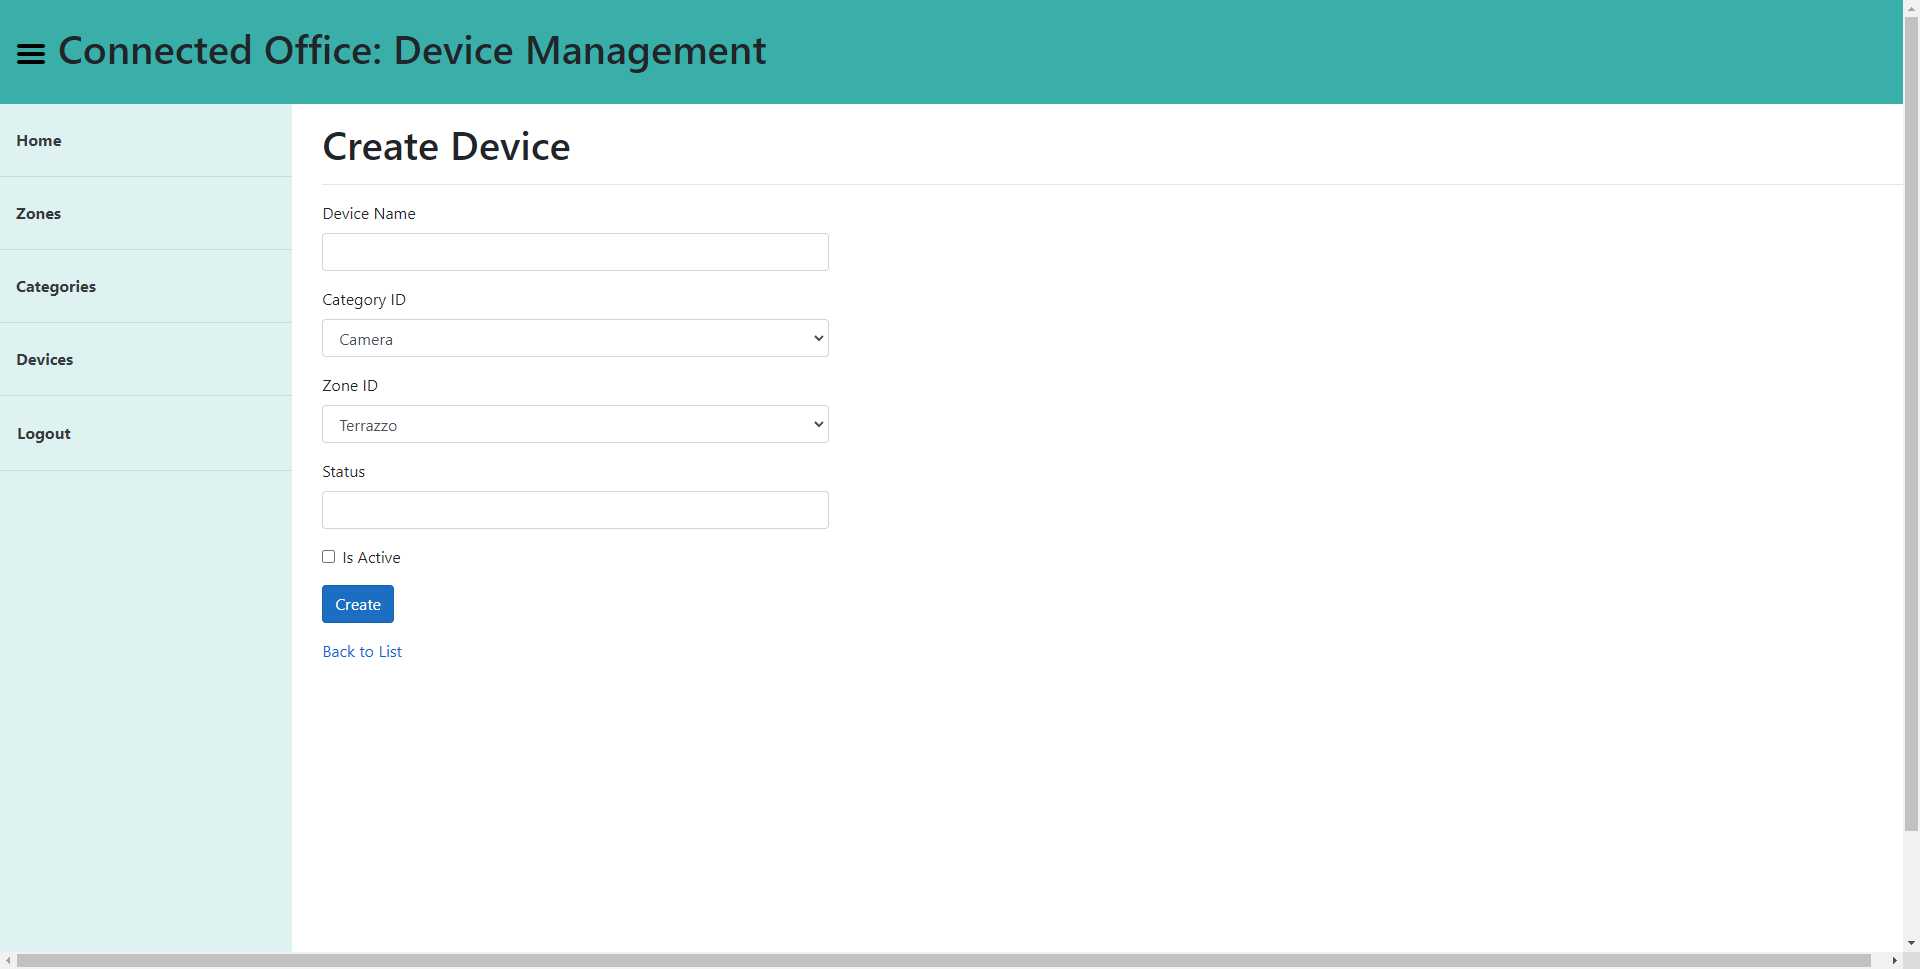 Connected Office: Device Management
Home
Zones
Categories
Devices
Logout
Create Device
Device Name
Category ID
Camera
Zone ID
Terrazzo
Status
Is Active
Create
Back to List